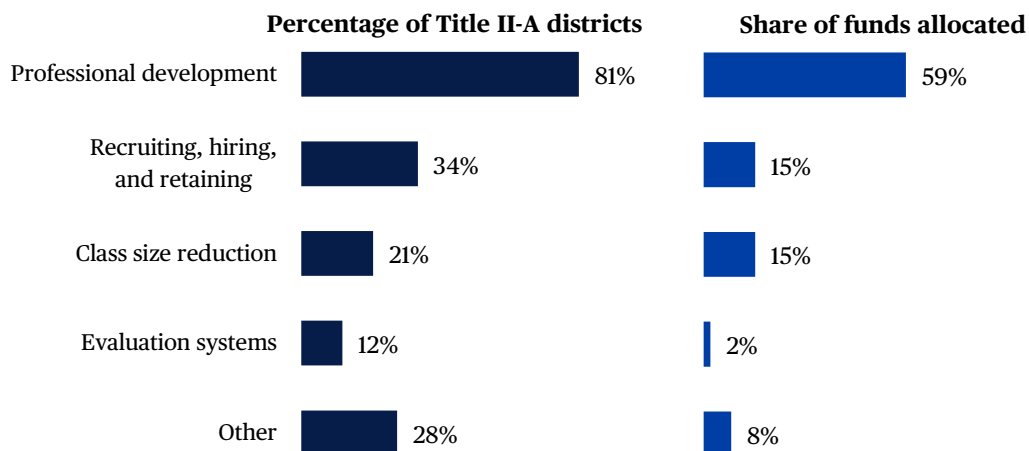 Percentage of Title II-A districts Share of funds allocated
Professional development 81% 59%
Recruiting, hiring,
and retaining 34% 15%
Class size reduction 21% 15%
Evaluation systems 12% 2%
Other 28% 8%